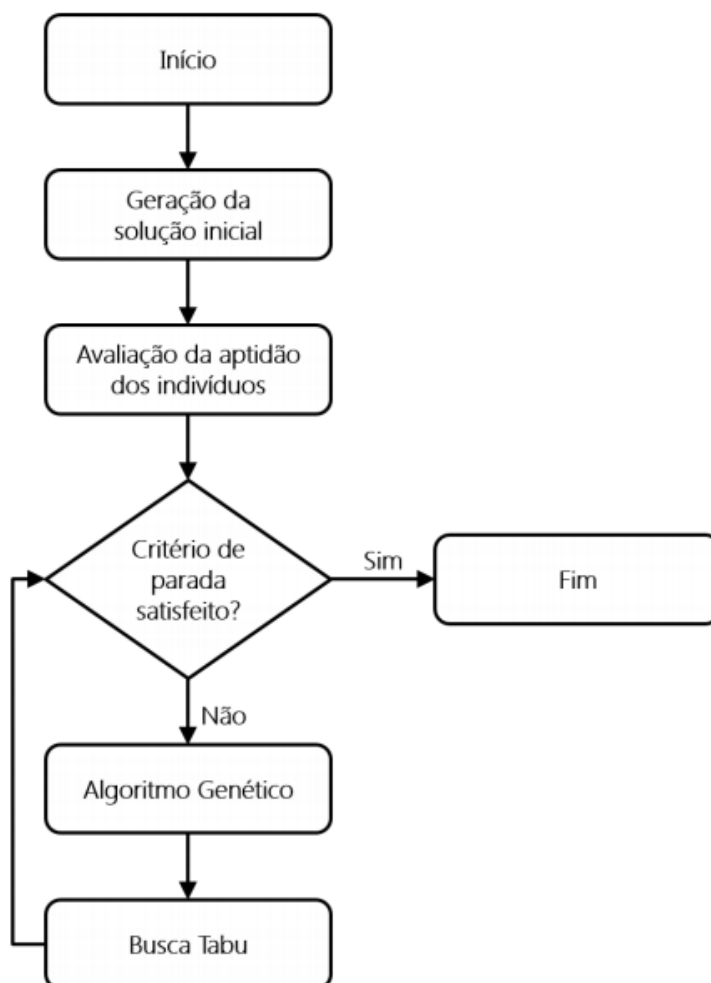 Início
Geração da
solução inicial
Avaliação da aptidão
dos indivíduos
Critério de
parada
satisfeito?
Sim
Fim
Não
Algoritmo Genético
Busca Tabu